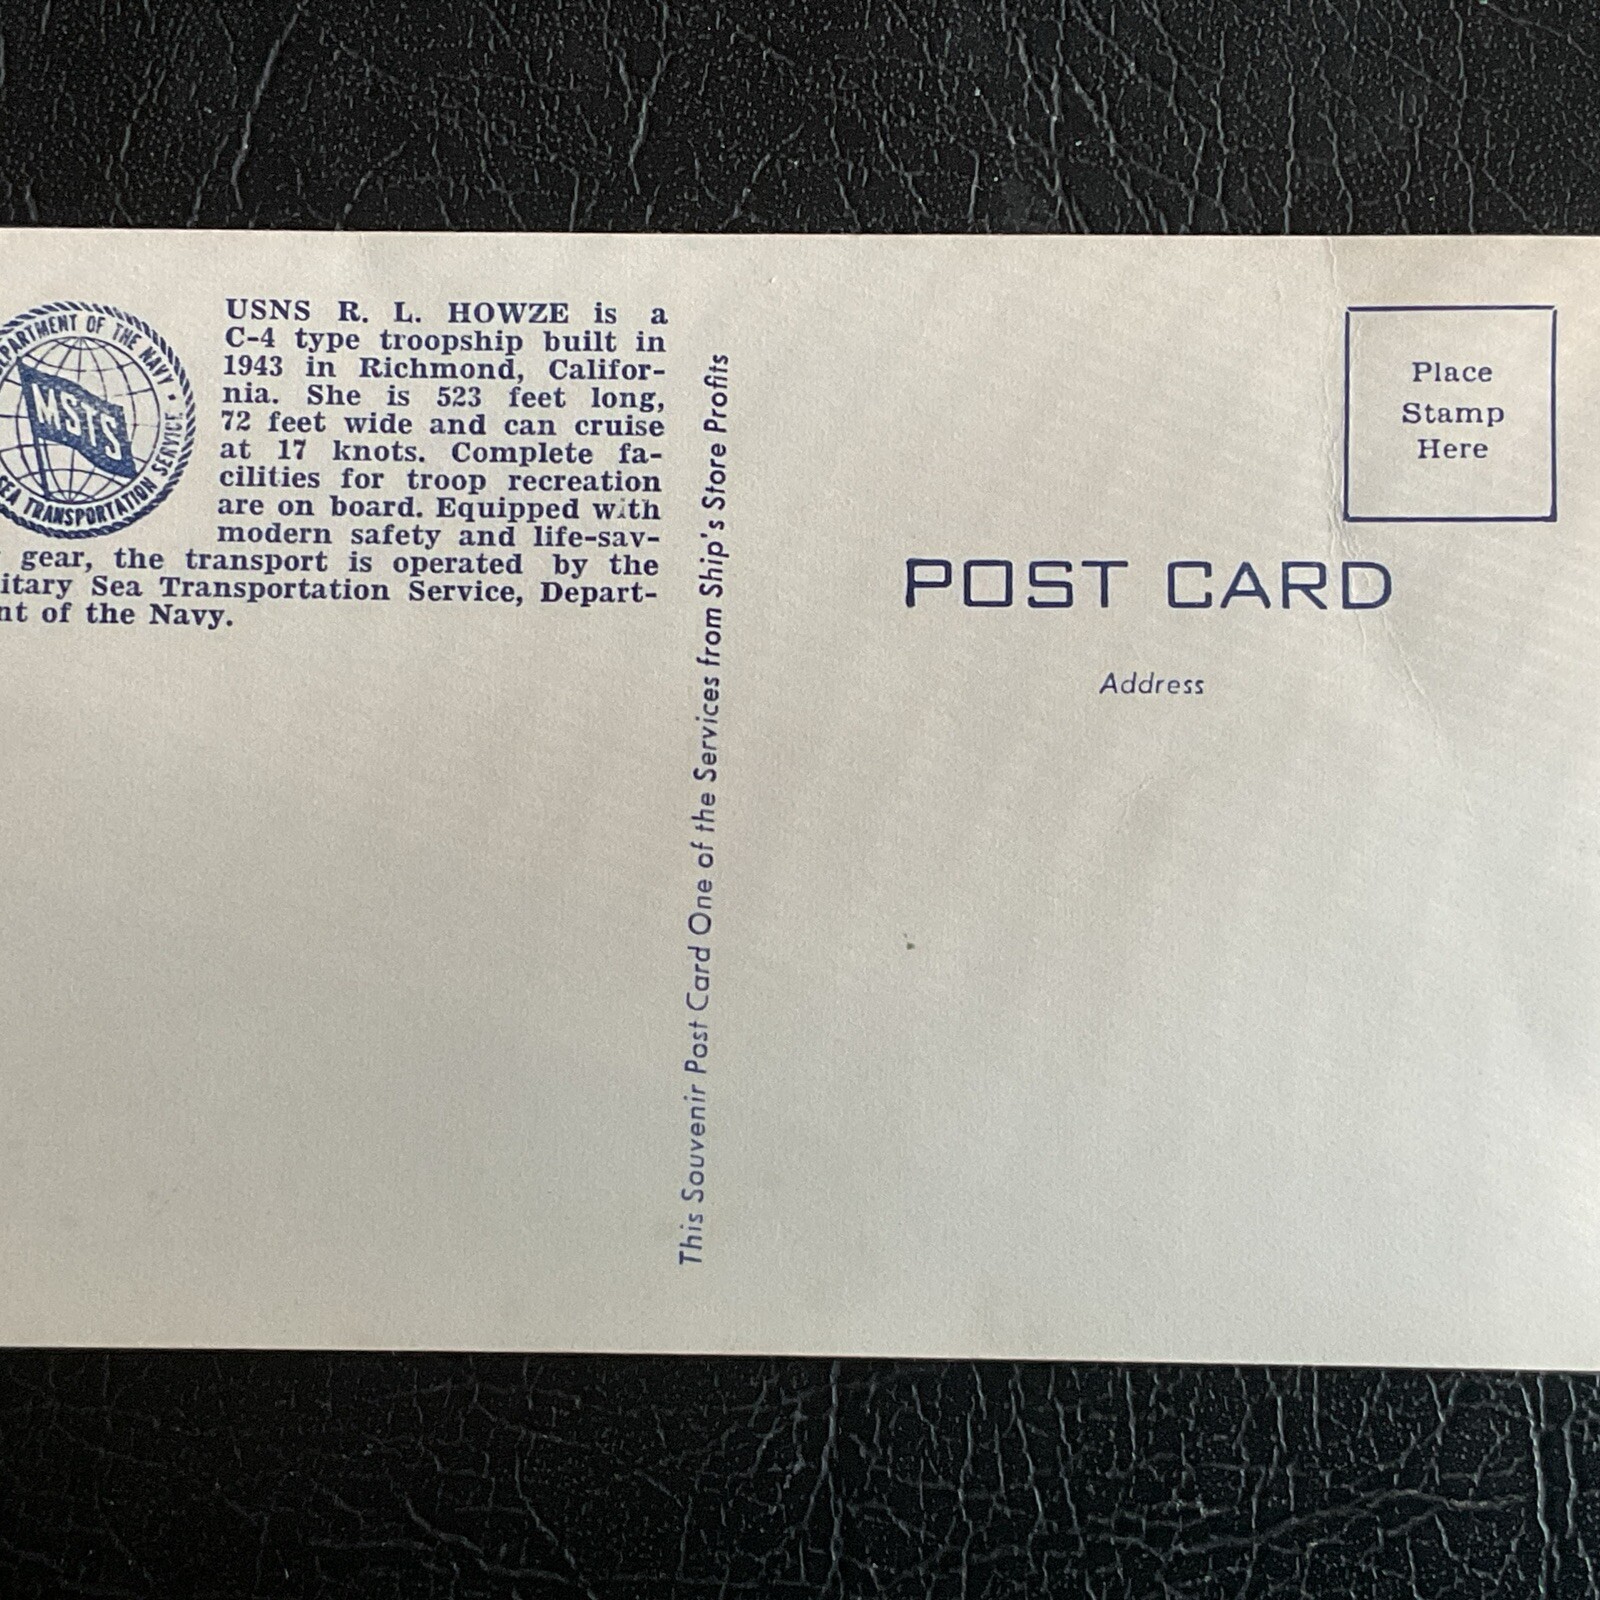 DEPARTMENT OF THE NAVY •
MSTS
SEA TRANSPORTATION SERVICE
USNS R. L. HOWZE is a
C-4 type troopship built in
1943 in Richmond, Califor-
nia. She is 523 feet long,
72 feet wide and can cruise
at 17 knots. Complete fa-
cilities for troop recreation
are on board. Equipped with
modern safety and life-sav-
gear, the transport is operated by the
itary Sea Transportation Service, Depart-
nt of the Navy.
This Souvenir Post Card One of the Services from Ship's Store Profits
Place
Stamp
Here
POST CARD
Address